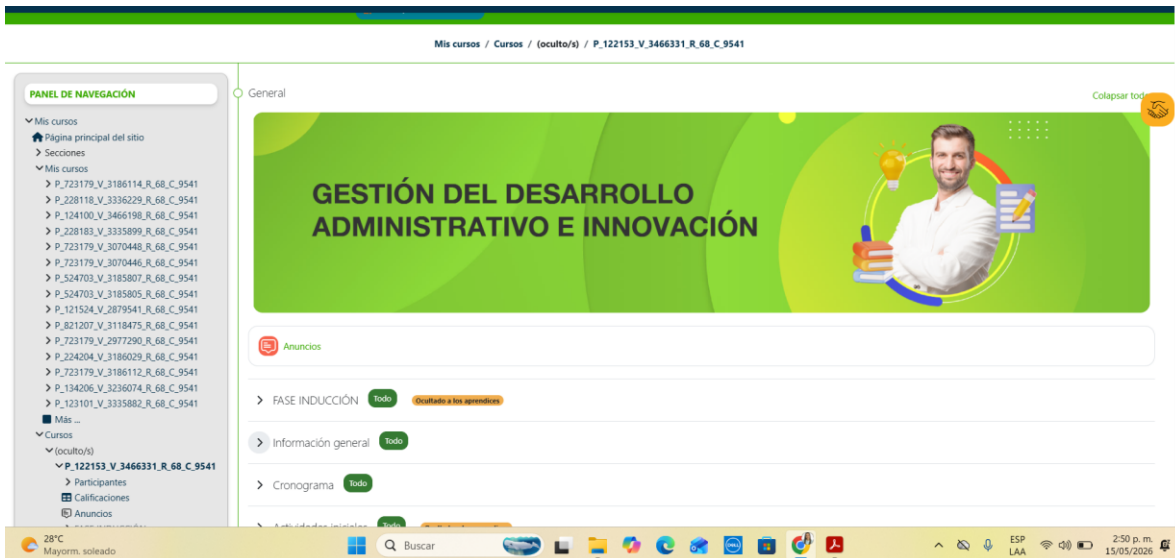 Mis cursos / Cursos / (oculto/s) / P_122153_V_3466331_R_68_C_9541
PANEL DE NAVEGACIÓN
Mis cursos
Página principal del sitio
Secciones
Mis cursos
P_723179_V_3186114_R_68_C_9541
P_228118_V_3336229_R_68_C_9541
P_124100_V_3466198_R_68_C_9541
P_228183_V_3335899_R_68_C_9541
P_723179_V_3070448_R_68_C_9541
P_723179_V_3070446_R_68_C_9541
P_524703_V_3185807_R_68_C_9541
P_524703_V_3185805_R_68_C_9541
P_121524_V_2879541_R_68_C_9541
P_821207_V_3118475_R_68_C_9541
P_723179_V_2977290_R_68_C_9541
P_224204_V_3186029_R_68_C_9541
P_723179_V_3186112_R_68_C_9541
P_134206_V_3236074_R_68_C_9541
P_123101_V_3335882_R_68_C_9541
Más ...
Cursos
(oculto/s)
P_122153_V_3466331_R_68_C_9541
Participantes
Calificaciones
Anuncios
General
Colapsar todo
GESTIÓN DEL DESARROLLO
ADMINISTRATIVO E INNOVACIÓN
Anuncios
FASE INDUCCIÓN Todo Ocultado a los aprendices
Información general Todo
Cronograma Todo
Actividades iniciales Todo
28°C
Mayorm. soleado
Buscar
DELL
ESP
LAA
2:50 p. m.
15/05/2026